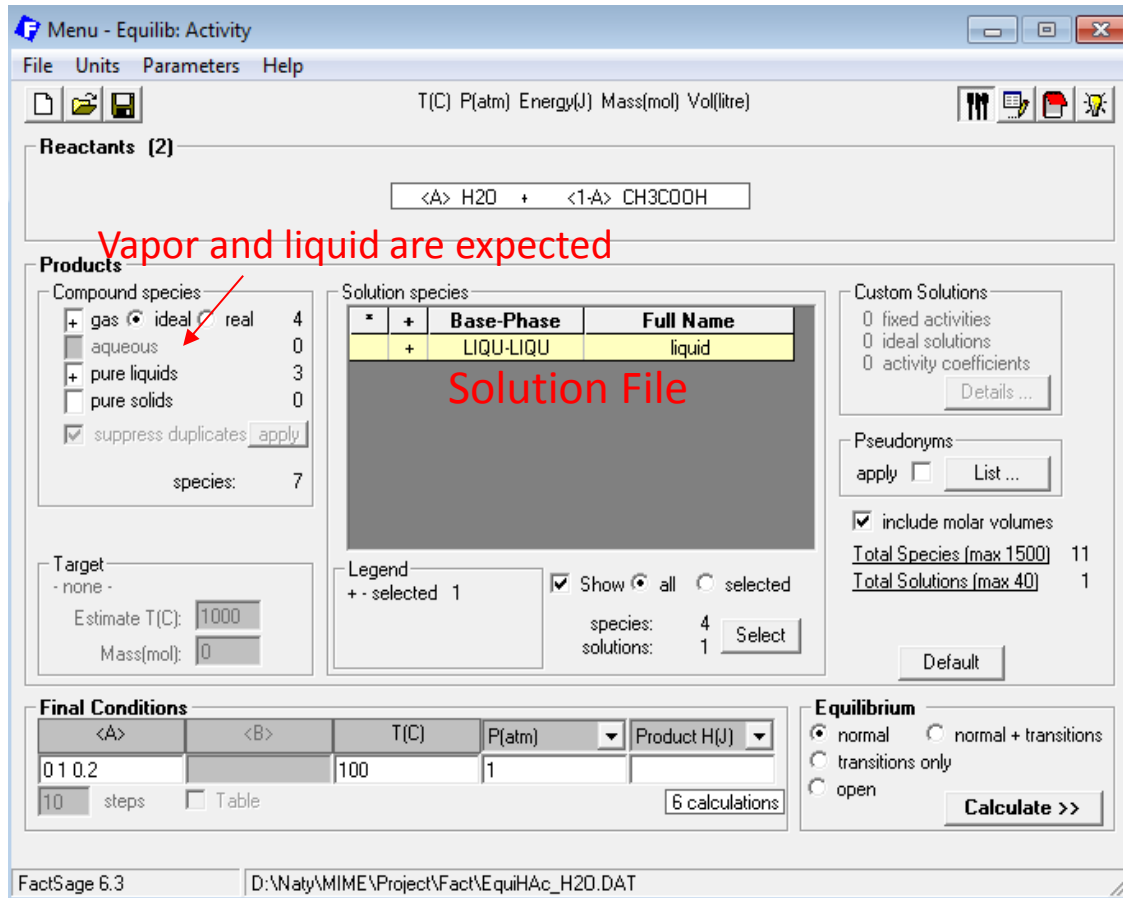 Menu - Equilib: Activity
File Units Parameters Help
T(C) P(atm) Energy(J) Mass(mol) Vol(litre)
Reactants (2)
<A> H2O + <1-A> CH3COOH
Vapor and liquid are expected
Products
Compound species
+ gas ideal real 4
aqueous 0
+ pure liquids 3
pure solids 0
suppress duplicates apply
species: 7
Target
- none -
Estimate T(C): 1000
Mass(mol): 0
Solution species
* + Base-Phase Full Name
+ LIQU-LIQU liquid
Solution File
Legend
+ - selected 1
Show all selected
species: 4
solutions: 1
Select
Custom Solutions
0 fixed activities
0 ideal solutions
0 activity coefficients
Details ...
Pseudonyms
apply List ...
include molar volumes
Total Species (max 1500) 11
Total Solutions (max 40) 1
Default
Final Conditions
<A> <B> T(C) P(atm) Product H(J)
0 1 0.2 100 1
10 steps Table 6 calculations
Equilibrium
normal normal + transitions
transitions only
open
Calculate >>
FactSage 6.3 D:\Naty\MIME\Project\Fact\EquiHAc_H2O.DAT